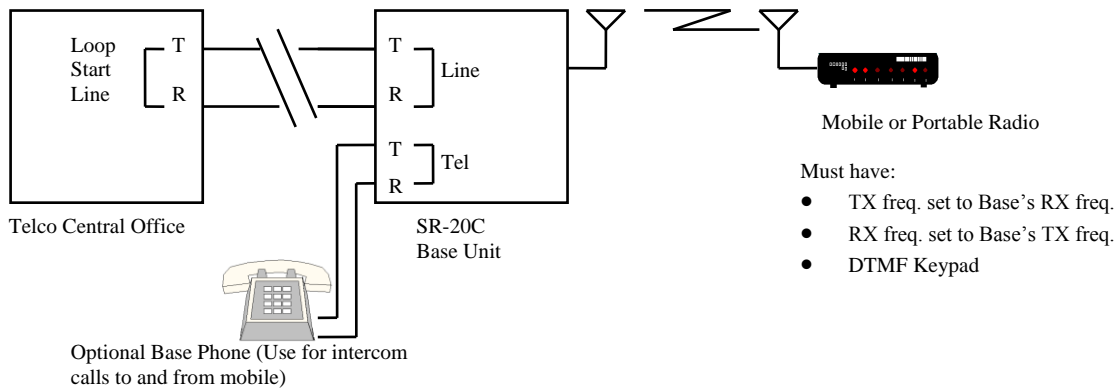 Loop
Start
Line
T
R
T
R
Line
T
R
Tel
Telco Central Office
SR-20C
Base Unit
Mobile or Portable Radio
Must have:
● TX freq. set to Base’s RX freq.
● RX freq. set to Base’s TX freq.
● DTMF Keypad
Optional Base Phone (Use for intercom
calls to and from mobile)